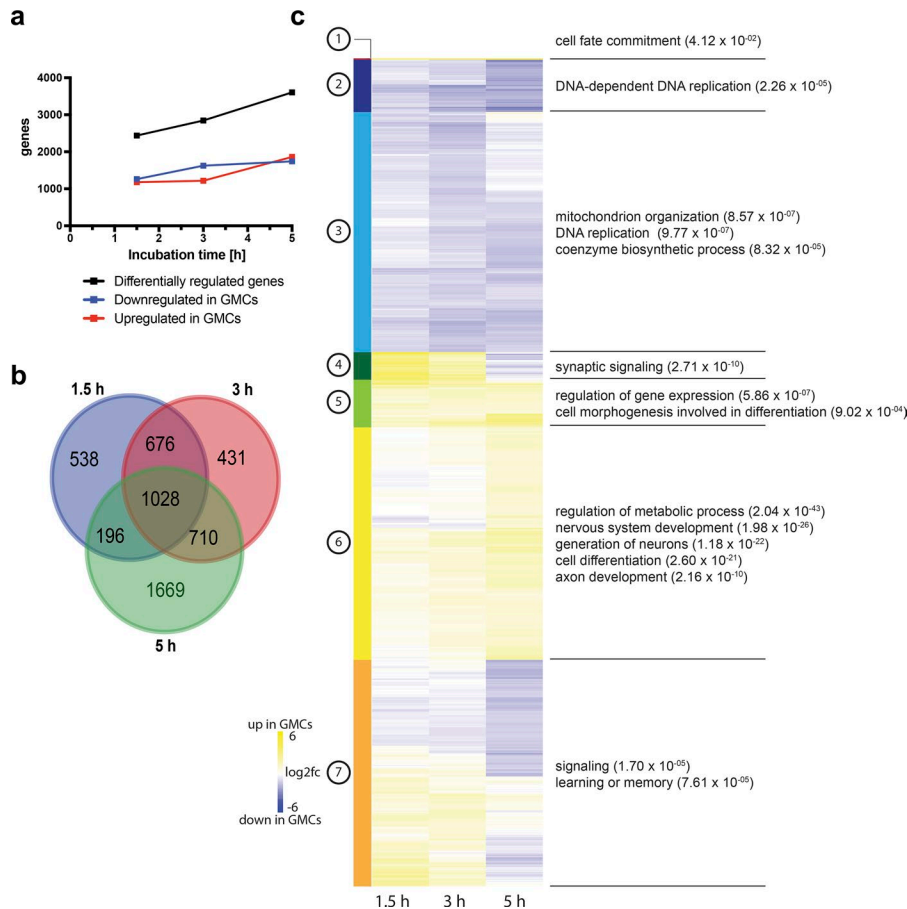 a
4000
3000
2000
1000
0
genes
0 1 2 3 4 5
Incubation time [h]
Differentially regulated genes
Downregulated in GMCs
Upregulated in GMCs
b
1.5 h
3 h
538
676
431
1028
196
710
1669
5 h
up in GMCs
6
log2fc
-6
down in GMCs
c
1
cell fate commitment (4.12 x 10-02)
2
DNA-dependent DNA replication (2.26 x 10-05)
3
mitochondrion organization (8.57 x 10-07)
DNA replication (9.77 x 10-07)
coenzyme biosynthetic process (8.32 x 10-05)
4
synaptic signaling (2.71 x 10-10)
5
regulation of gene expression (5.86 x 10-07)
cell morphogenesis involved in differentiation (9.02 x 10-04)
6
regulation of metabolic process (2.04 x 10-43)
nervous system development (1.98 x 10-26)
generation of neurons (1.18 x 10-22)
cell differentiation (2.60 x 10-21)
axon development (2.16 x 10-10)
7
signaling (1.70 x 10-05)
learning or memory (7.61 x 10-05)
1.5 h 3 h 5 h